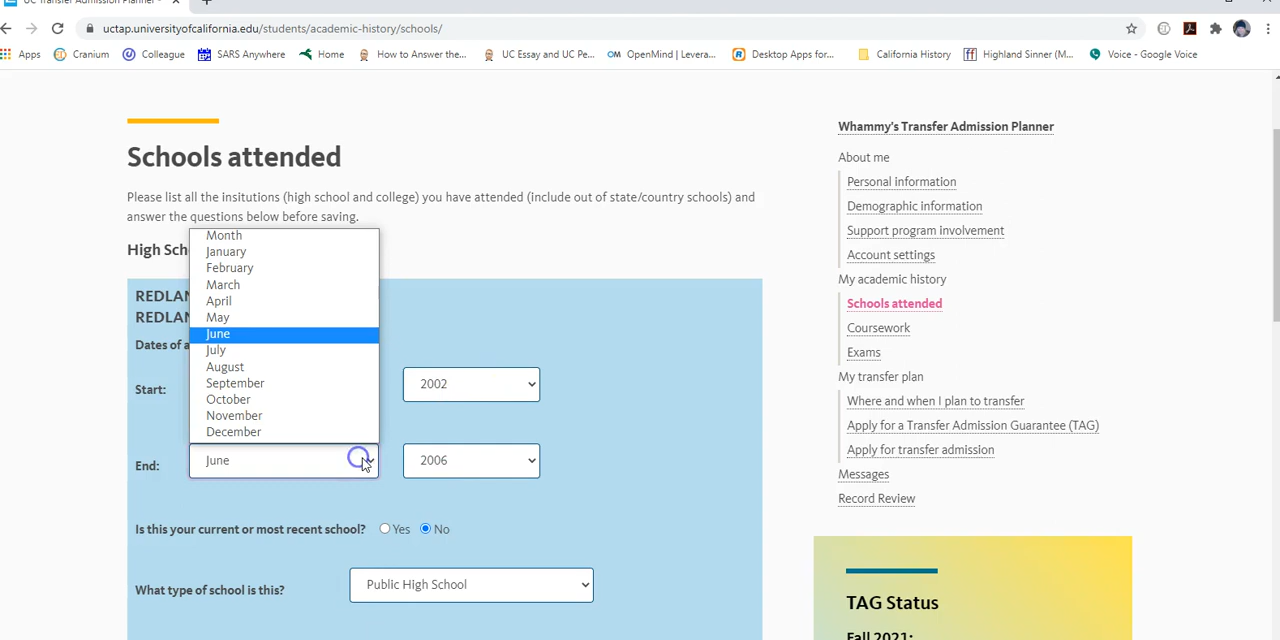 UC Transfer Admission Planner -
uctap.universityofcalifornia.edu/students/academic-history/schools/
Apps Cranium Colleague SARS Anywhere Home How to Answer the... UC Essay and UC Pe... OpenMind | Levera... Desktop Apps for... California History Highland Sinner (M... Voice - Google Voice
Schools attended
Please list all the insitutions (high school and college) you have attended (include out of state/country schools) and
answer the questions below before saving.
High Sch
REDLAN
REDLAN
Dates of a
Start:
2002
Month
January
February
March
April
May
June
July
August
September
October
November
December
End:
June
2006
Is this your current or most recent school? Yes No
What type of school is this?
Public High School
Whammy's Transfer Admission Planner
About me
Personal information
Demographic information
Support program involvement
Account settings
My academic history
Schools attended
Coursework
Exams
My transfer plan
Where and when I plan to transfer
Apply for a Transfer Admission Guarantee (TAG)
Apply for transfer admission
Messages
Record Review
TAG Status
Fall 2021: